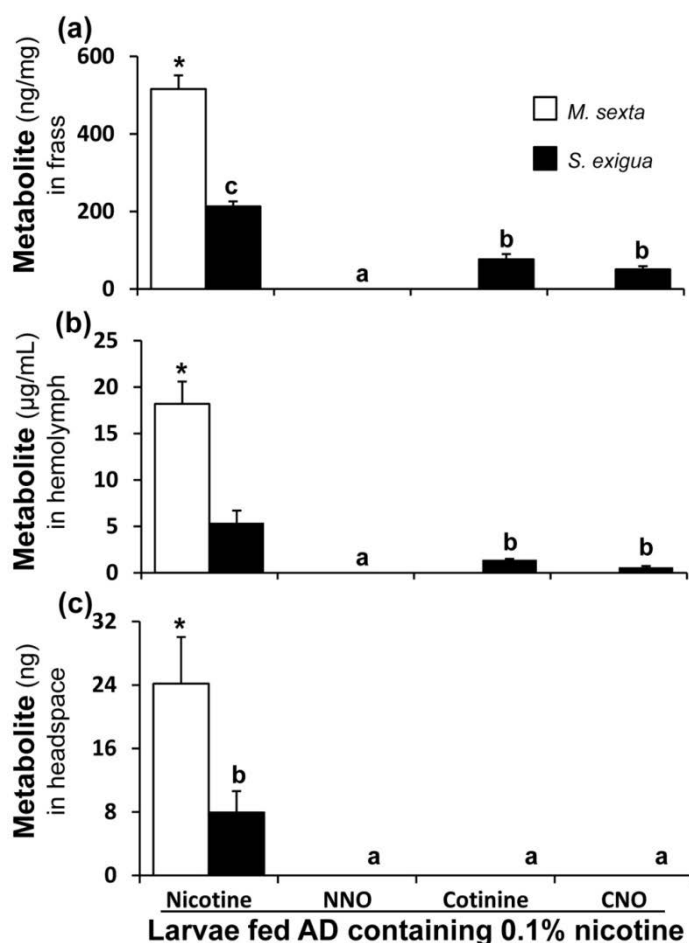 (a)
Metabolite (ng/mg)
in frass
600
400
200
0
*
c
a
b
b
M. sexta
S. exigua
(b)
Metabolite (µg/mL)
in hemolymph
25
20
15
10
5
0
*
a
b
b
(c)
Metabolite (ng)
in headspace
32
24
16
8
0
*
b
a
a
a
Nicotine NNO Cotinine CNO
Larvae fed AD containing 0.1% nicotine